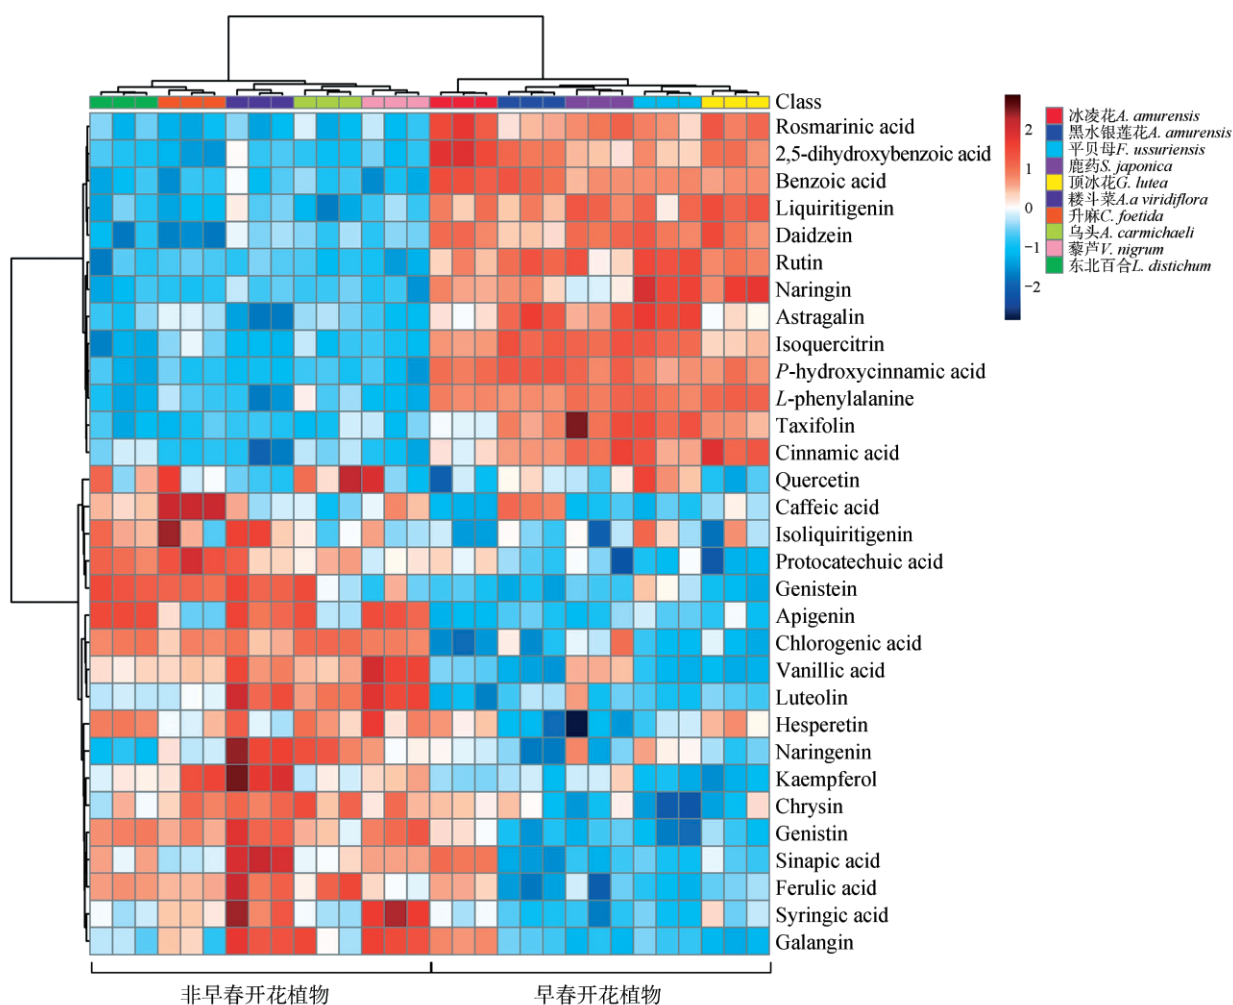 Class
Rosmarinic acid
2,5-dihydroxybenzoic acid
Benzoic acid
Liquiritigenin
Daidzein
Rutin
Naringin
Astragalin
Isoquercitrin
P-hydroxycinnamic acid
L-phenylalanine
Taxifolin
Cinnamic acid
Quercetin
Caffeic acid
Isoliquiritigenin
Protocatechuic acid
Genistein
Apigenin
Chlorogenic acid
Vanillic acid
Luteolin
Hesperetin
Naringenin
Kaempferol
Chrysin
Genistin
Sinapic acid
Ferulic acid
Syringic acid
Galangin
2
1
0
−1
−2
冰凌花A. amurensis
黑水银莲花A. amurensis
平贝母F. ussuriensis
鹿药S. japonica
顶冰花G. lutea
耧斗菜A.a viridiflora
升麻C. foetida
乌头A. carmichaeli
藜芦V. nigrum
东北百合L. distichum
非早春开花植物
早春开花植物